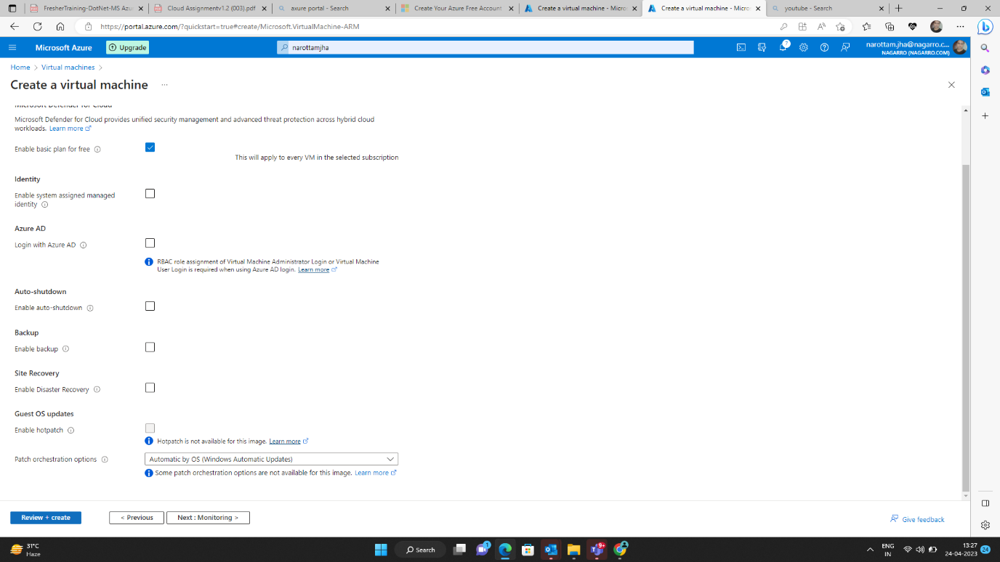 FresherTraining-DotNet-MS Azur
Cloud Assignmentv1.2 (003).pdf
axure portal - Search
Create Your Azure Free Account
Create a virtual machine - Micros
Create a virtual machine - Micros
youtube - Search
https://portal.azure.com/?quickstart=true#create/Microsoft.VirtualMachine-ARM
Microsoft Azure
Upgrade
narottamjha
7
narottam.jha@nagarro.c...
NAGARRO (NAGARRO.COM)
Home > Virtual machines >
Create a virtual machine ...
Microsoft Defender for Cloud
Microsoft Defender for Cloud provides unified security management and advanced threat protection across hybrid cloud
workloads. Learn more
Enable basic plan for free
This will apply to every VM in the selected subscription
Identity
Enable system assigned managed
identity
Azure AD
Login with Azure AD
RBAC role assignment of Virtual Machine Administrator Login or Virtual Machine
User Login is required when using Azure AD login. Learn more
Auto-shutdown
Enable auto-shutdown
Backup
Enable backup
Site Recovery
Enable Disaster Recovery
Guest OS updates
Enable hotpatch
Hotpatch is not available for this image. Learn more
Patch orchestration options
Automatic by OS (Windows Automatic Updates)
Some patch orchestration options are not available for this image. Learn more
Review + create
< Previous
Next : Monitoring >
Give feedback
31°C
Haze
Search
1
9+
ENG
IN
13:27
24-04-2023
24